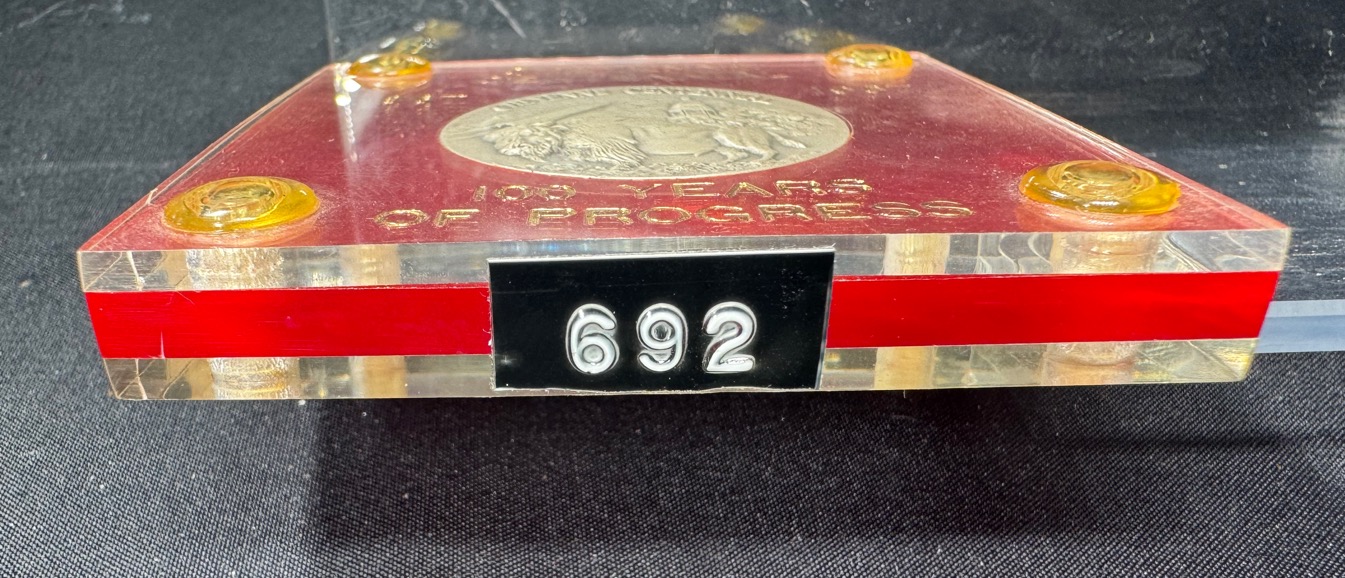 100 YEARS
OF PROGRESS
692